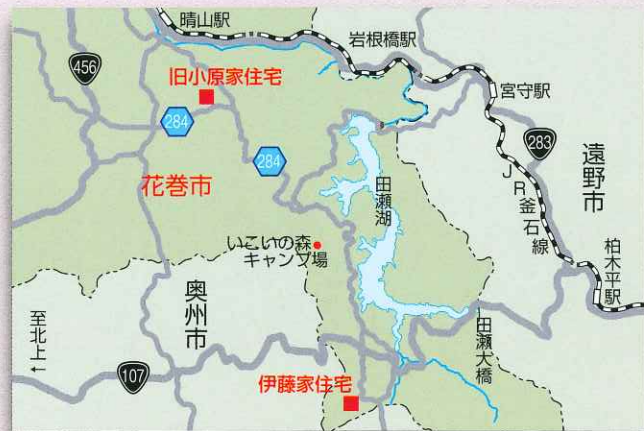 晴山駅
岩根橋駅
456
旧小原家住宅
宮守駅
284
283
284
遠野市
花巻市
田瀬湖
JR釜石線
いこいの森
キャンプ場
柏木平駅
奥州市
至北上←
田瀬大橋
107
伊藤家住宅